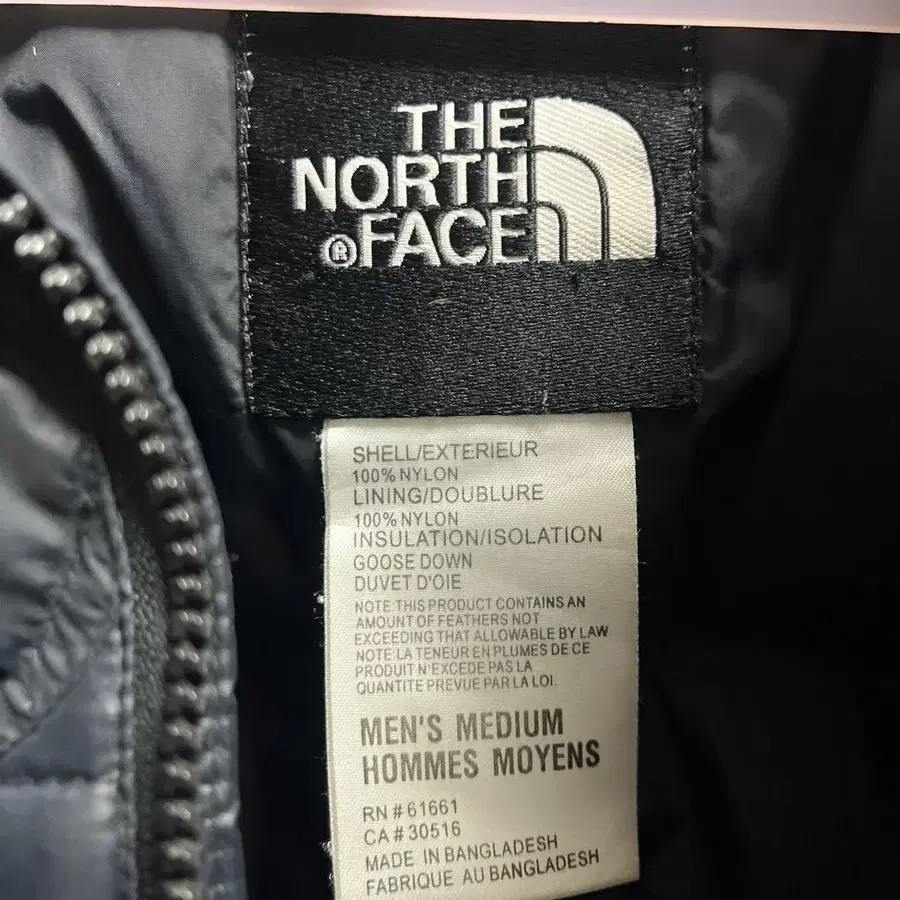 THE
NORTH
®FACE
SHELL/EXTERIEUR
100% NYLON
LINING/DOUBLURE
100% NYLON
INSULATION/ISOLATION
GOOSE DOWN
DUVET D'OIE
NOTE:THIS PRODUCT CONTAINS AN
AMOUNT OF FEATHERS NOT
EXCEEDING THAT ALLOWABLE BY LAW
NOTE:LA TENEUR EN PLUMES DE CE
PRODUIT N'EXCEDE PAS LA
QUANTITE PREVUE PAR LA LOI.
MEN'S MEDIUM
HOMMES MOYENS
RN # 61661
CA # 30516
MADE IN BANGLADESH
FABRIQUE AU BANGLADESH